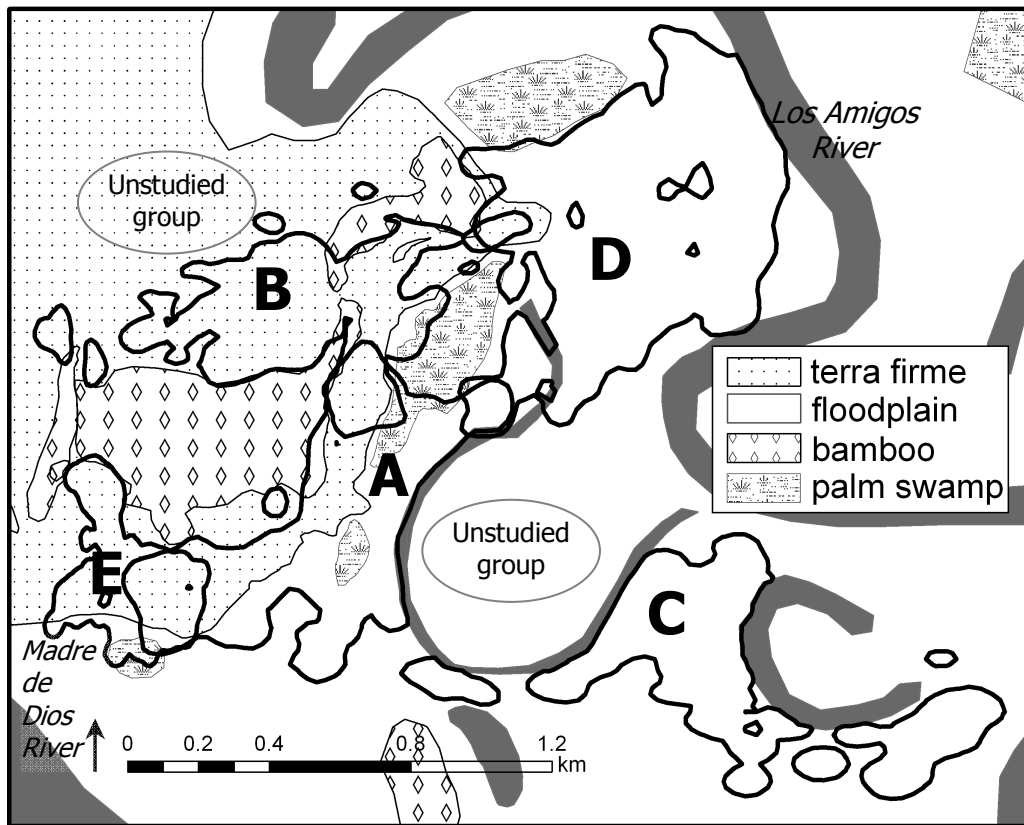 Los Amigos
River
Unstudied
group
D
B
terra firme
floodplain
bamboo
palm swamp
A
Unstudied
group
E
C
Madre
de
Dios
River
0 0.2 0.4 0.8 1.2
km